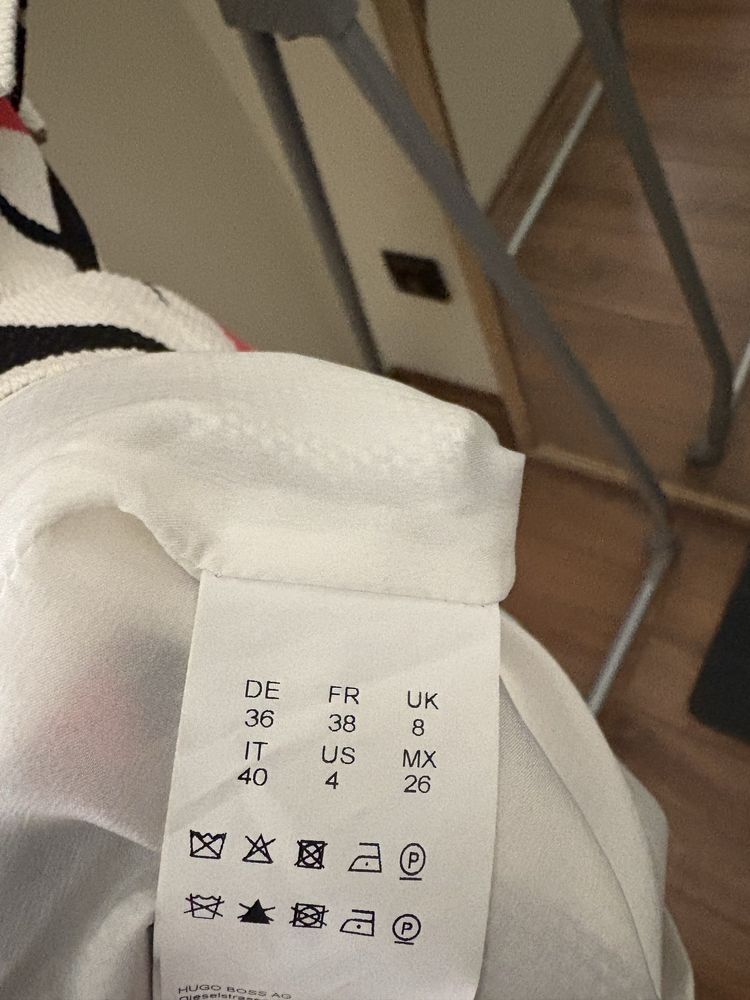 DE FR UK
36 38 8
IT US MX
40 4 26
P
P
HUGO BOSS AG